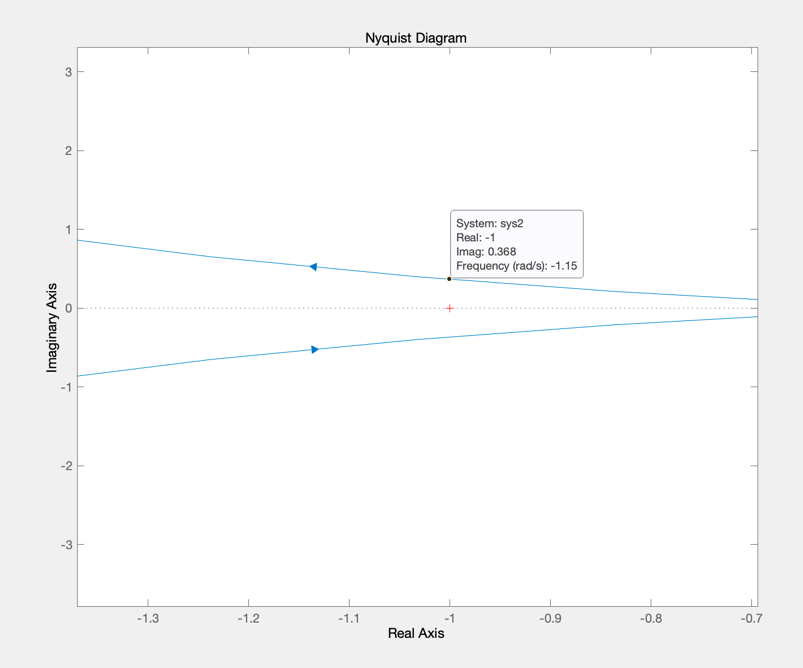 Nyquist Diagram
3
2
1
0
-1
-2
-3
Imaginary Axis
System: sys2
Real: -1
Imag: 0.368
Frequency (rad/s): -1.15
-1.3
-1.2
-1.1
-1
-0.9
-0.8
-0.7
Real Axis